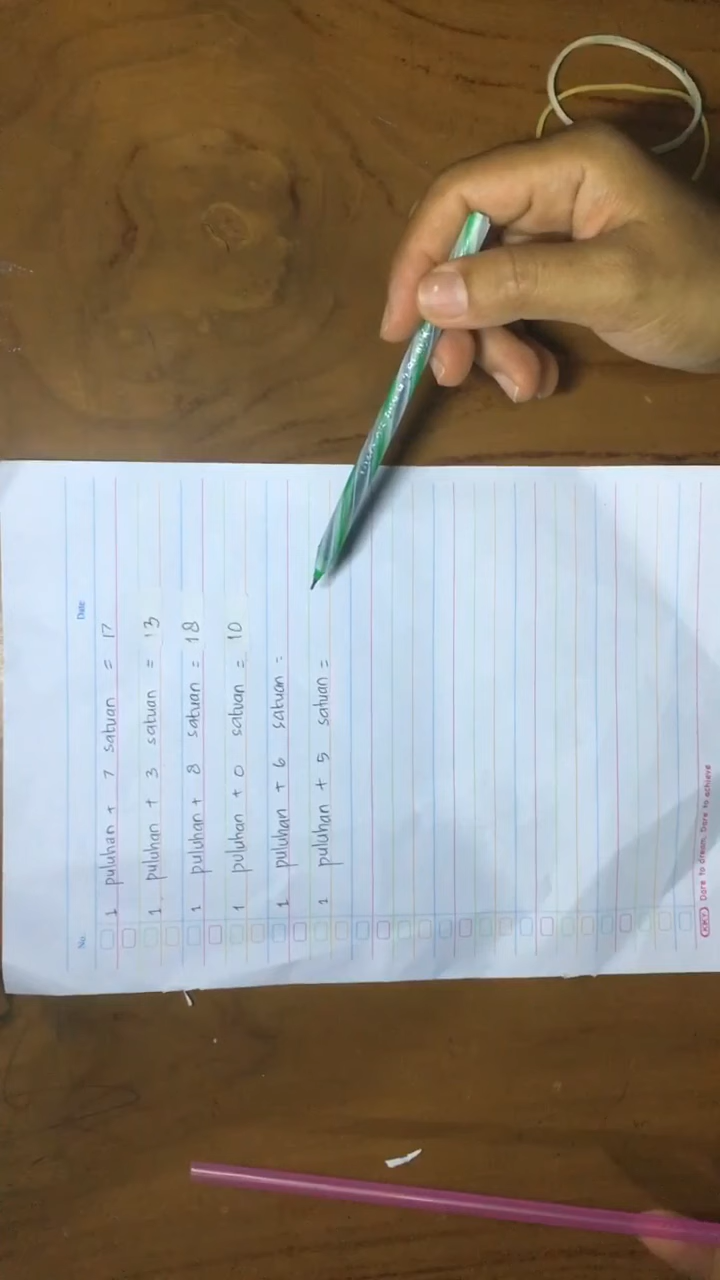 No. Date
1 puluhan + 7 satuan = 17
1 puluhan + 3 satuan = 13
1 puluhan + 8 satuan = 18
1 puluhan + 0 satuan = 10
1 puluhan + 6 satuan =
1 puluhan + 5 satuan =
KKY Dare to dream, Dare to achieve